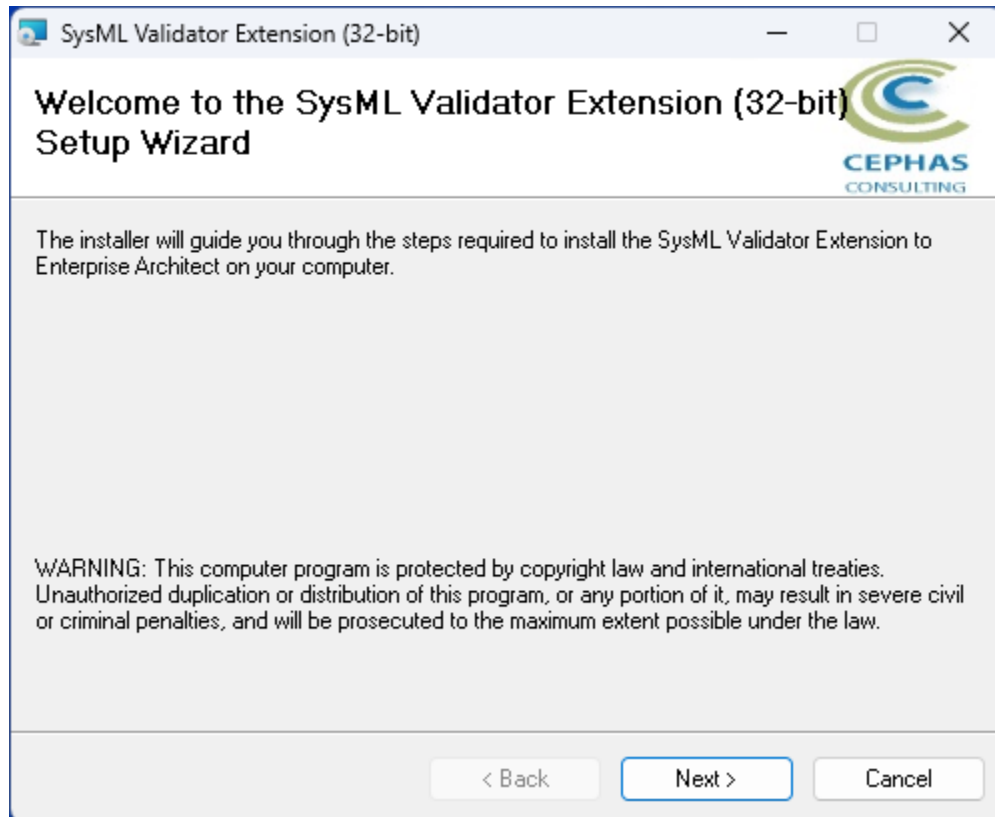 SysML Validator Extension (32-bit)
Welcome to the SysML Validator Extension (32-bit)
Setup Wizard
CEPHAS
CONSULTING
The installer will guide you through the steps required to install the SysML Validator Extension to
Enterprise Architect on your computer.
WARNING: This computer program is protected by copyright law and international treaties.
Unauthorized duplication or distribution of this program, or any portion of it, may result in severe civil
or criminal penalties, and will be prosecuted to the maximum extent possible under the law.
< Back
Next >
Cancel